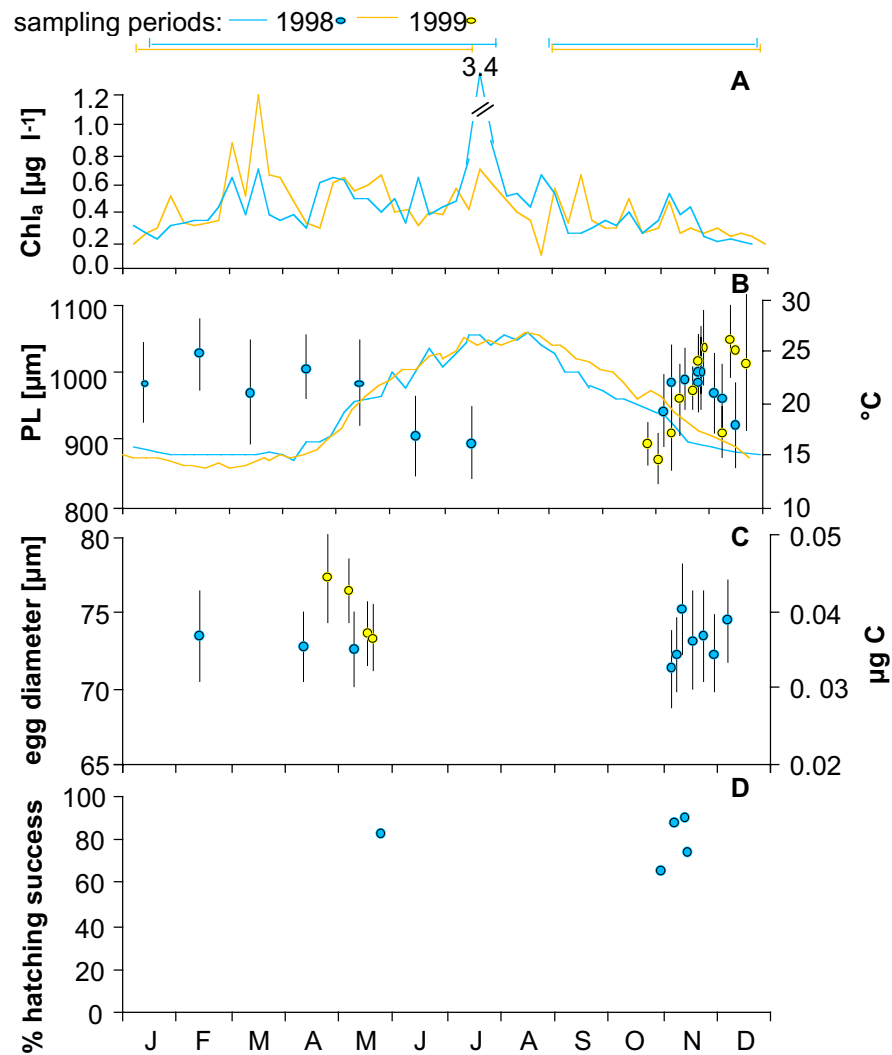 sampling periods: 1998 1999
3.4
A
1.2
1.0
0.8
0.6
0.4
0.2
0.0
Chla [µg l-1]
B
1100
1000
900
800
PL [µm]
30
25
20
15
10
°C
C
80
75
70
65
egg diameter [µm]
0.05
0.04
0. 03
0.02
µg C
D
100
80
60
40
20
0
% hatching success
J F M A M J J A S O N D